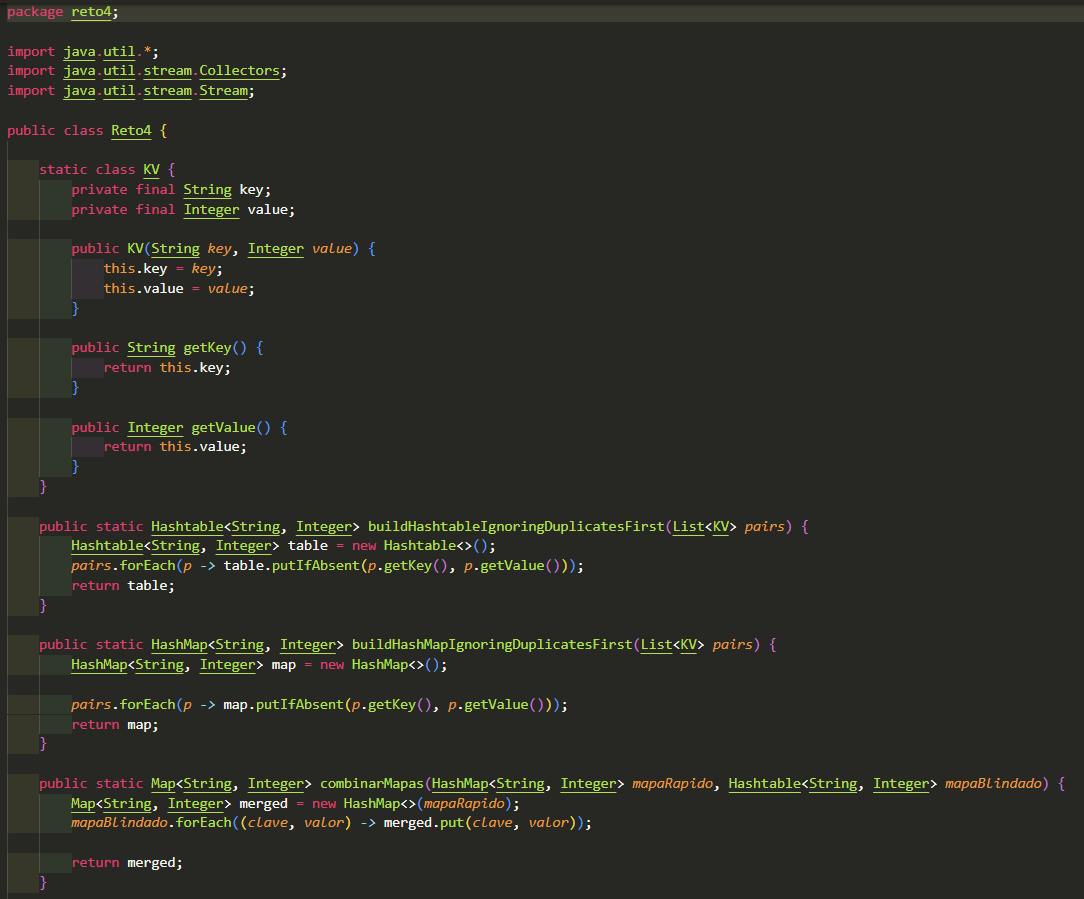 package reto4;
import java.util.*;
import java.util.stream.Collectors;
import java.util.stream.Stream;
public class Reto4 {
    static class KV {
        private final String key;
        private final Integer value;
        public KV(String key, Integer value) {
            this.key = key;
            this.value = value;
        }
        public String getKey() {
            return this.key;
        }
        public Integer getValue() {
            return this.value;
        }
    }
    public static Hashtable<String, Integer> buildHashtableIgnoringDuplicatesFirst(List<KV> pairs) {
        Hashtable<String, Integer> table = new Hashtable<>();
        pairs.forEach(p -> table.putIfAbsent(p.getKey(), p.getValue()));
        return table;
    }
    public static HashMap<String, Integer> buildHashMapIgnoringDuplicatesFirst(List<KV> pairs) {
        HashMap<String, Integer> map = new HashMap<>();
        pairs.forEach(p -> map.putIfAbsent(p.getKey(), p.getValue()));
        return map;
    }
    public static Map<String, Integer> combinarMapas(HashMap<String, Integer> mapaRapido, Hashtable<String, Integer> mapaBlindado) {
        Map<String, Integer> merged = new HashMap<>(mapaRapido);
        mapaBlindado.forEach((clave, valor) -> merged.put(clave, valor));
        return merged;
    }